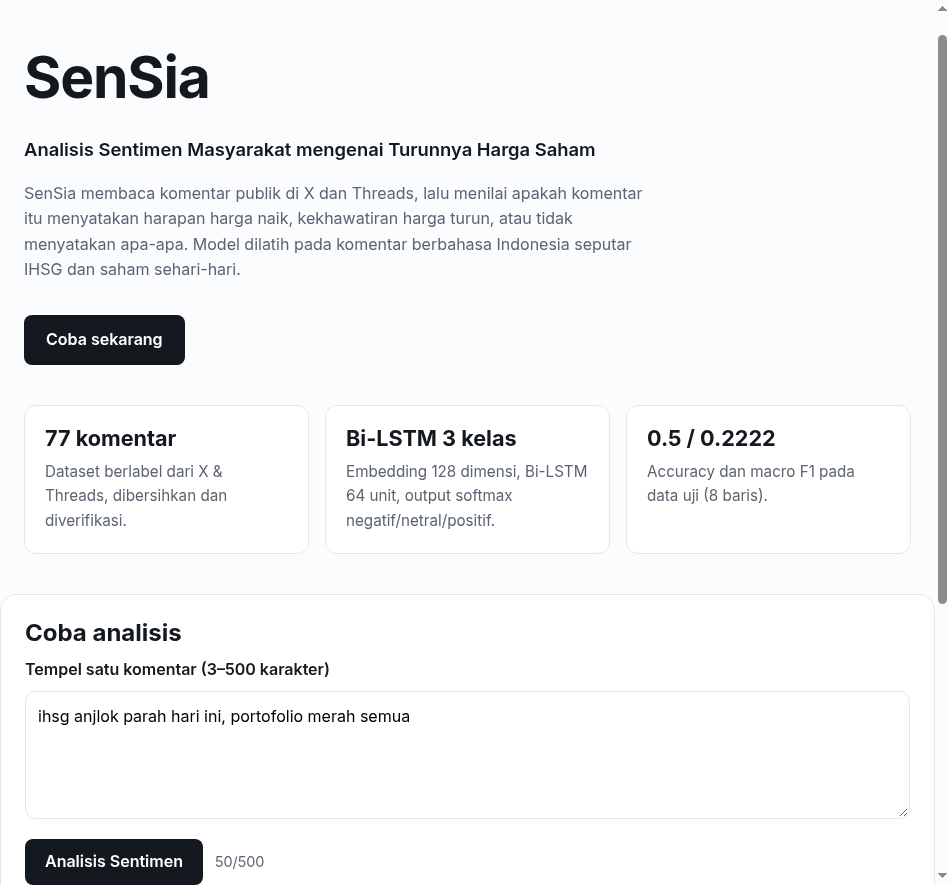 SenSia
Analisis Sentimen Masyarakat mengenai Turunnya Harga Saham
SenSia membaca komentar publik di X dan Threads, lalu menilai apakah komentar
itu menyatakan harapan harga naik, kekhawatiran harga turun, atau tidak
menyatakan apa-apa. Model dilatih pada komentar berbahasa Indonesia seputar
IHSG dan saham sehari-hari.
Coba sekarang
77 komentar
Dataset berlabel dari X &
Threads, dibersihkan dan
diverifikasi.
Bi-LSTM 3 kelas
Embedding 128 dimensi, Bi-LSTM
64 unit, output softmax
negatif/netral/positif.
0.5 / 0.2222
Accuracy dan macro F1 pada
data uji (8 baris).
Coba analisis
Tempel satu komentar (3–500 karakter)
ihsg anjlok parah hari ini, portofolio merah semua
Analisis Sentimen
50/500